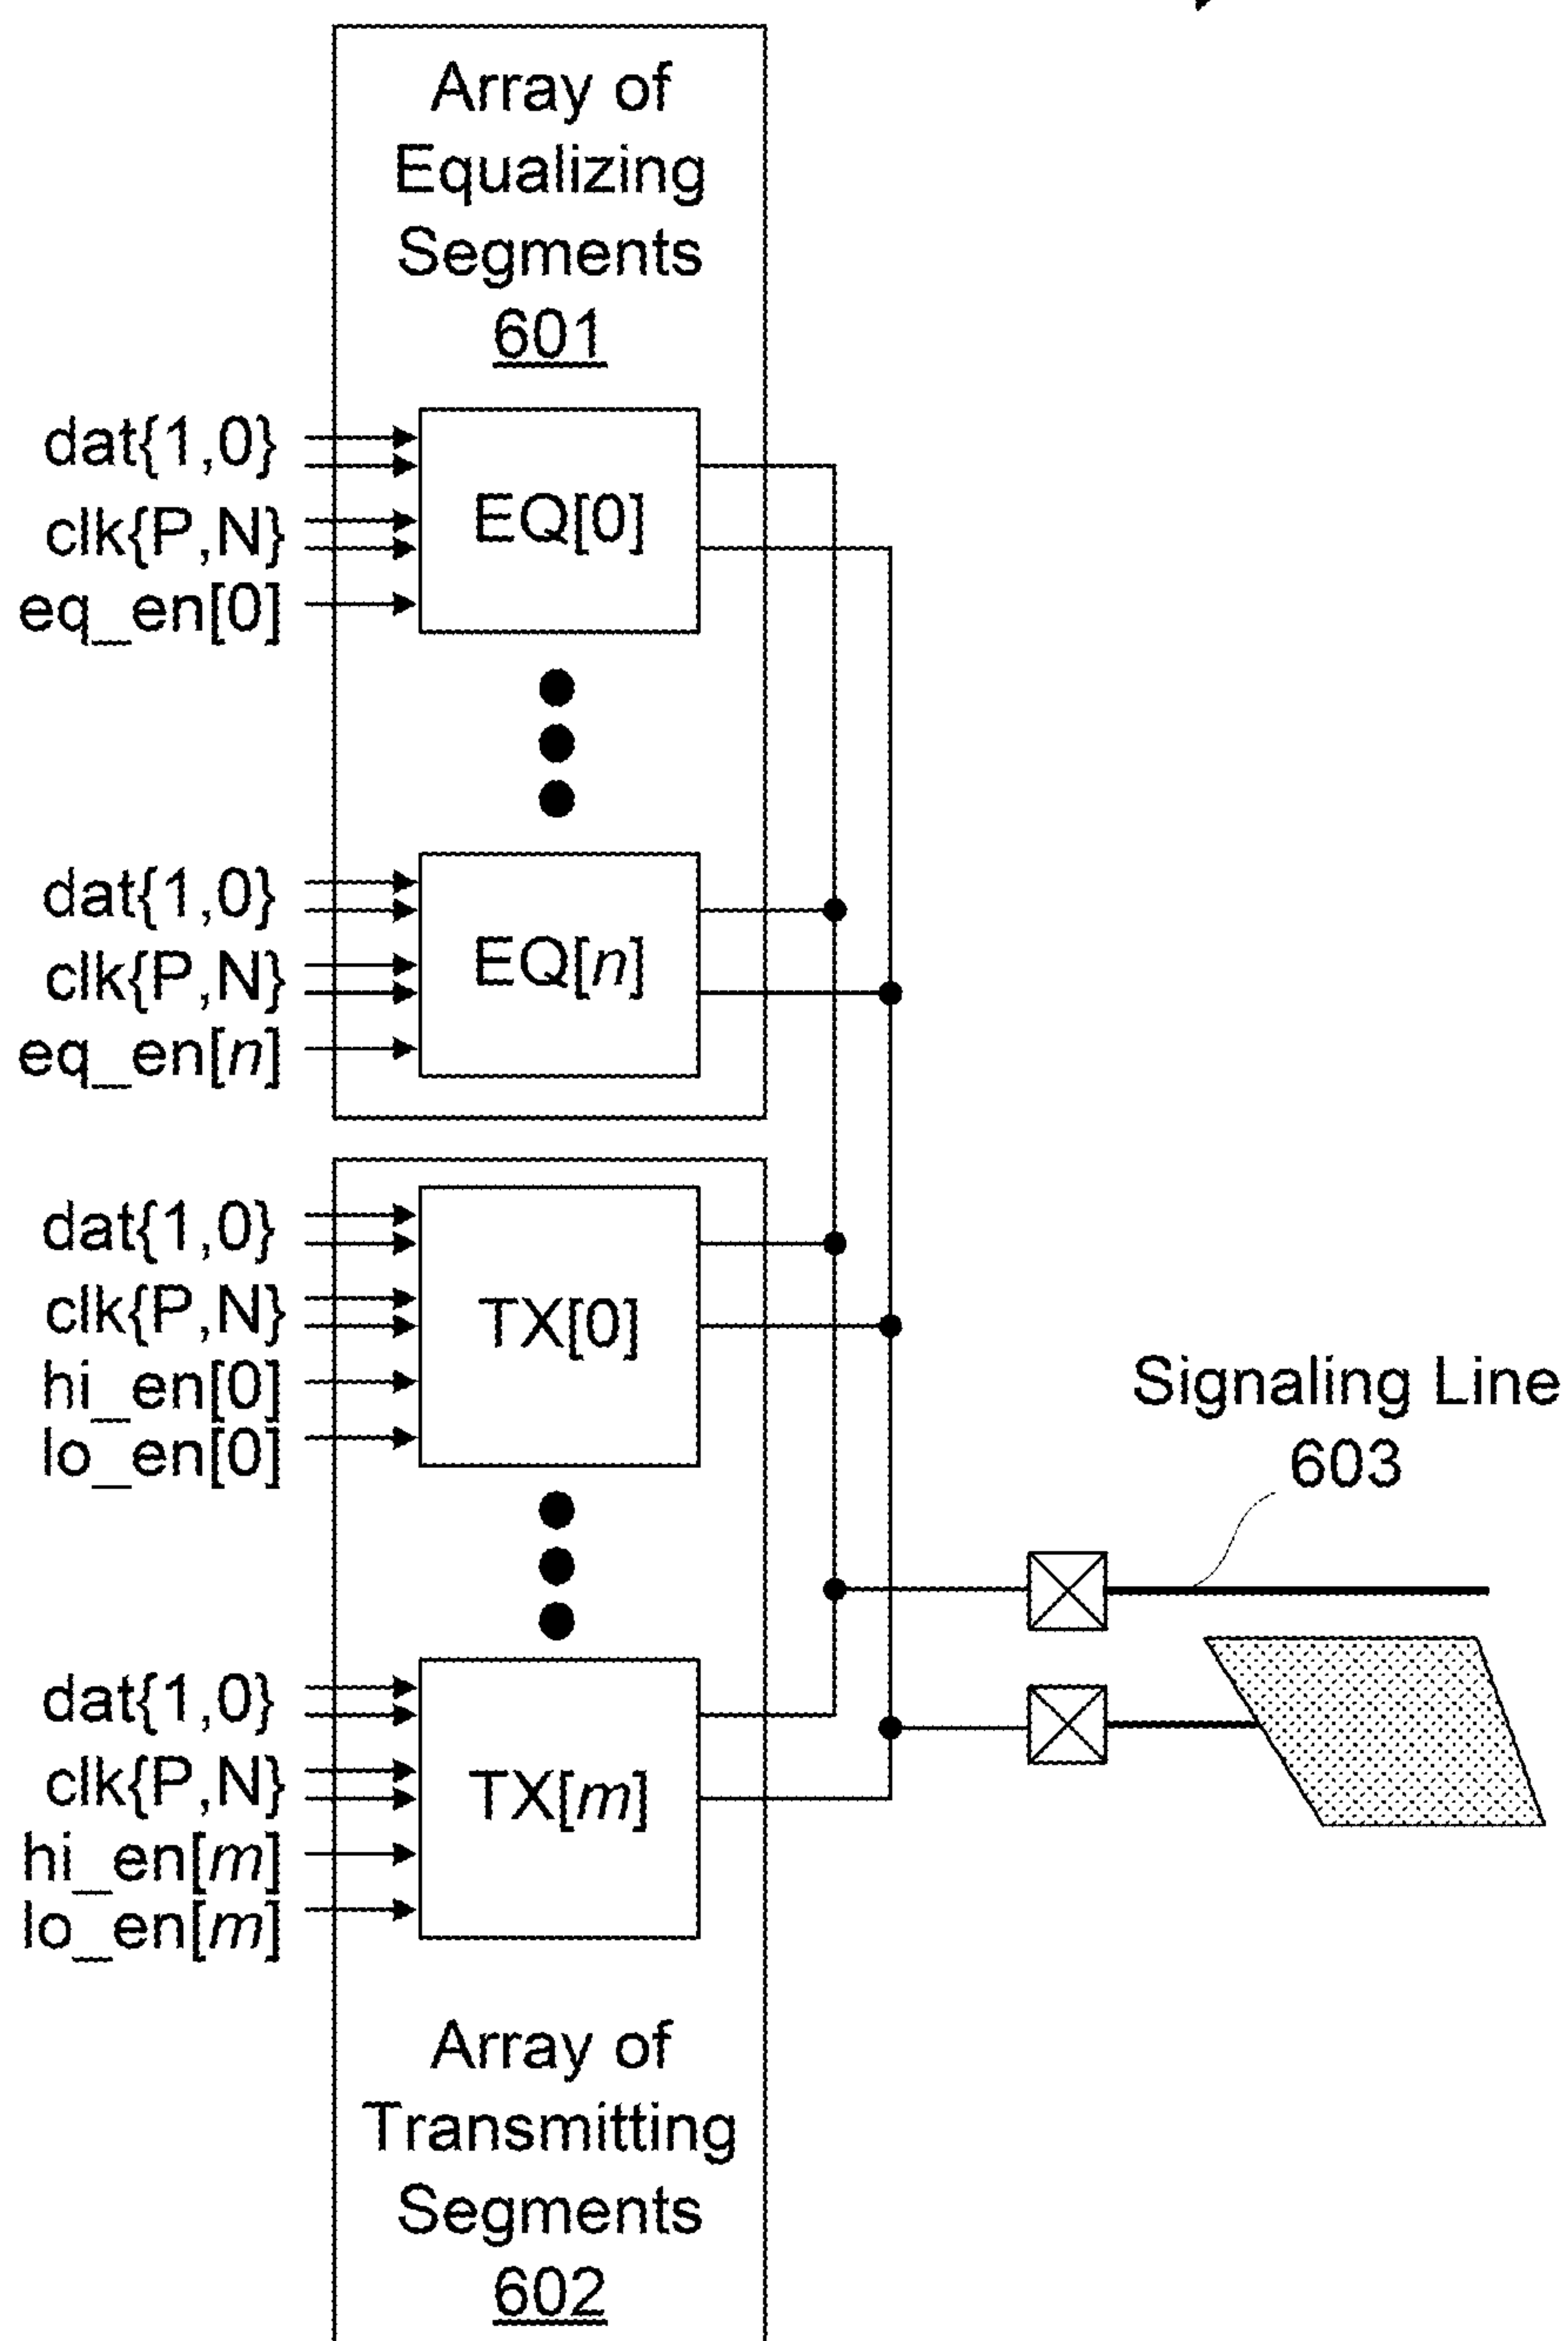 Array of
Equalizing
Segments
601
dat{1,0}
clk{P,N}
eq_en[0]
EQ[0]
dat{1,0}
clk{P,N}
eq_en[n]
EQ[n]
dat{1,0}
clk{P,N}
hi_en[0]
lo_en[0]
TX[0]
Signaling Line
603
dat{1,0}
clk{P,N}
hi_en[m]
lo_en[m]
TX[m]
Array of
Transmitting
Segments
602